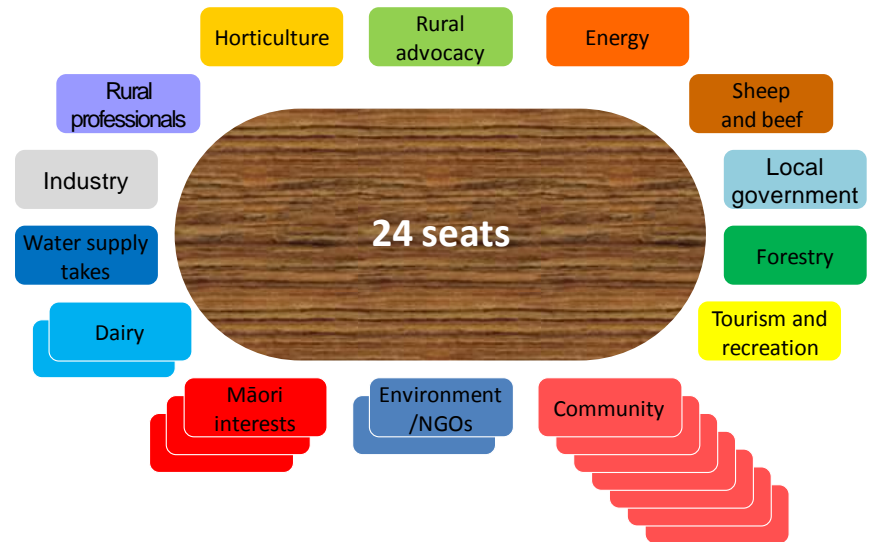 Horticulture
Rural
advocacy
Energy
Rural
professionals
Sheep
and beef
Industry
Local
government
24 seats
Water supply
takes
Forestry
Dairy
Tourism and
recreation
Māori
interests
Environment
/NGOs
Community